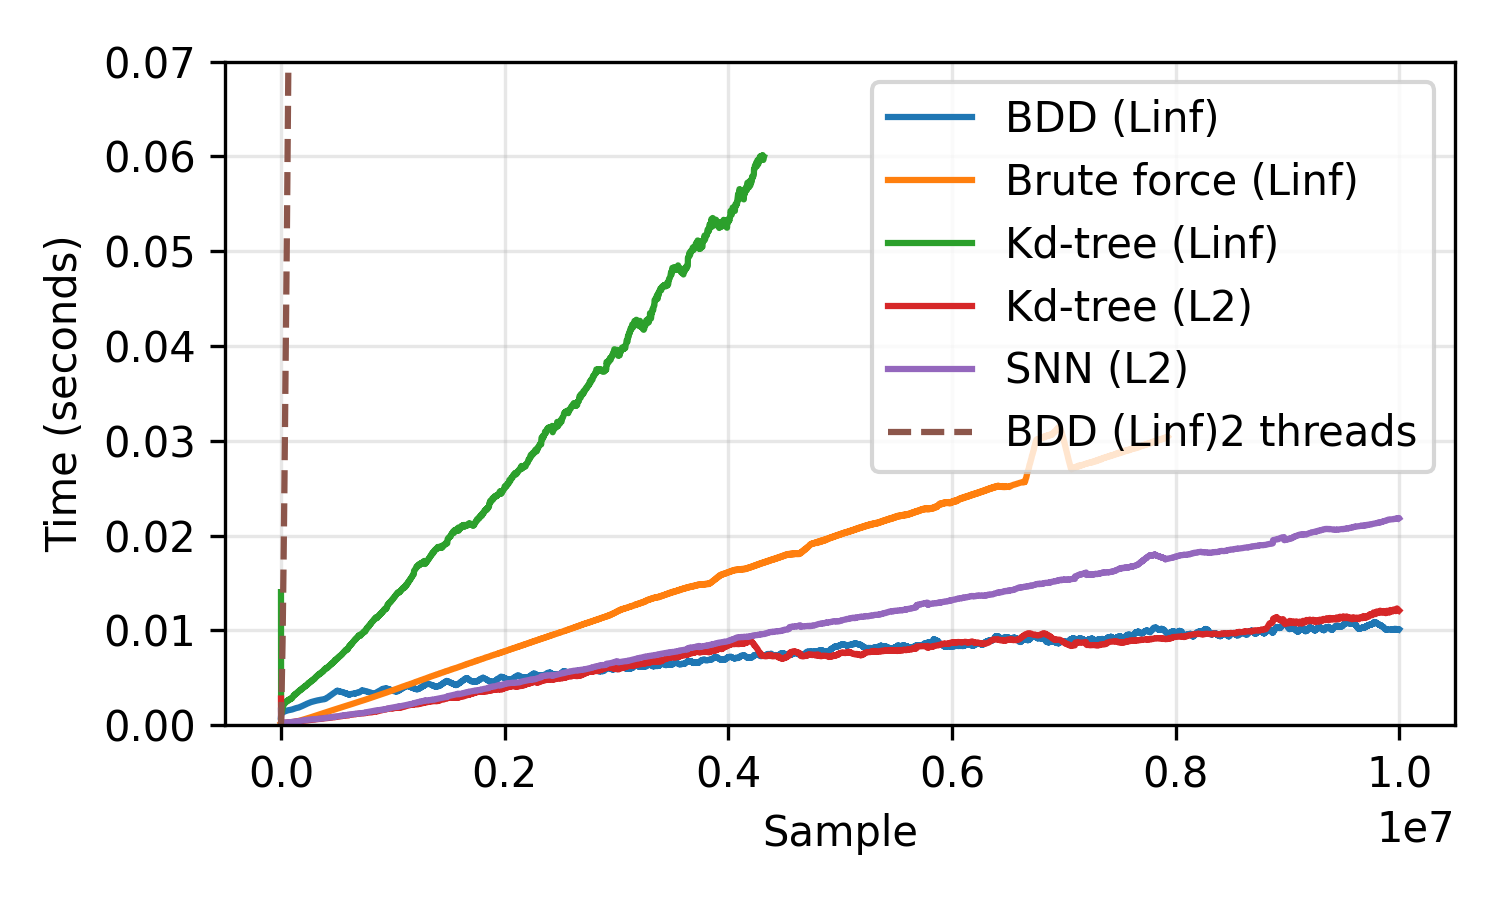 0.07
0.06
0.05
0.04
0.03
0.02
0.01
0.00
Time (seconds)
BDD (Linf)
Brute force (Linf)
Kd-tree (Linf)
Kd-tree (L2)
SNN (L2)
BDD (Linf)2 threads
0.0 0.2 0.4 0.6 0.8 1.0
1e7
Sample